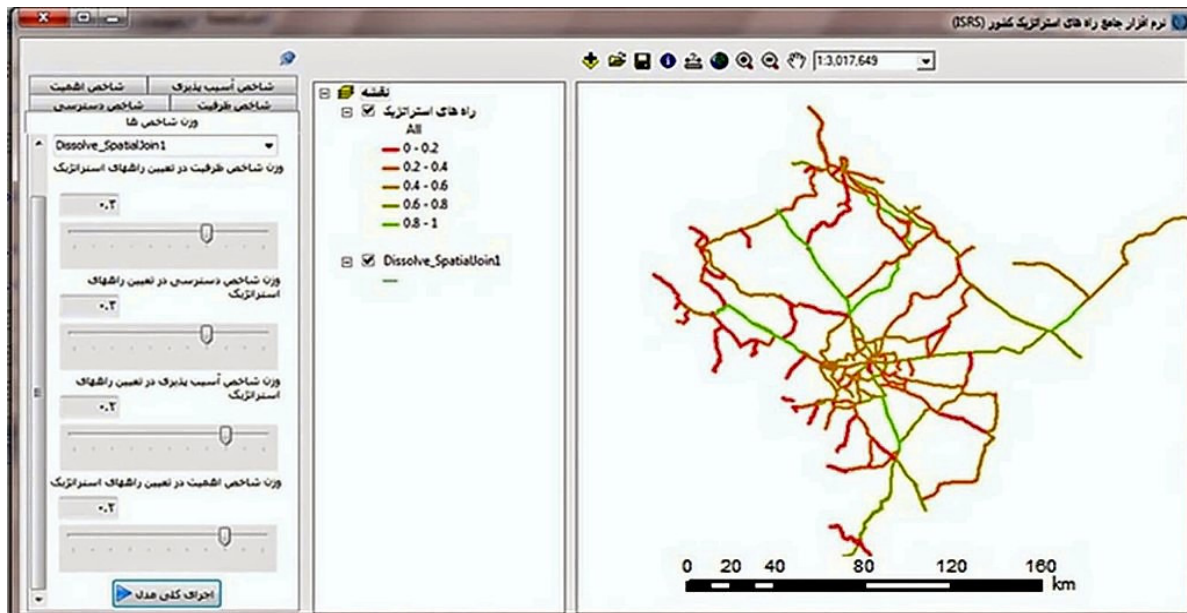 نرم افزار جامع راه های استراتژیک کشور (ISRS)
1:3,017,649
شاخص آسیب پذیری شاخص اهمیت
شاخص ظرفیت شاخص دسترسی
وزن شاخص ها
Dissolve_SpatialJoin1
وزن شاخص ظرفیت در تعیین راههای استراتژیک
۰.۳
وزن شاخص دسترسی در تعیین راههای
استراتژیک
۰.۳
وزن شاخص آسیب پذیری در تعیین راههای
استراتژیک
۰.۲
وزن شاخص اهمیت در تعیین راههای استراتژیک
۰.۲
اجرای کلی مدل
نقشه
راه های استراتژیک
All
0 - 0.2
0.2 - 0.4
0.4 - 0.6
0.6 - 0.8
0.8 - 1
Dissolve_SpatialJoin1
0 20 40 80 120 160
km